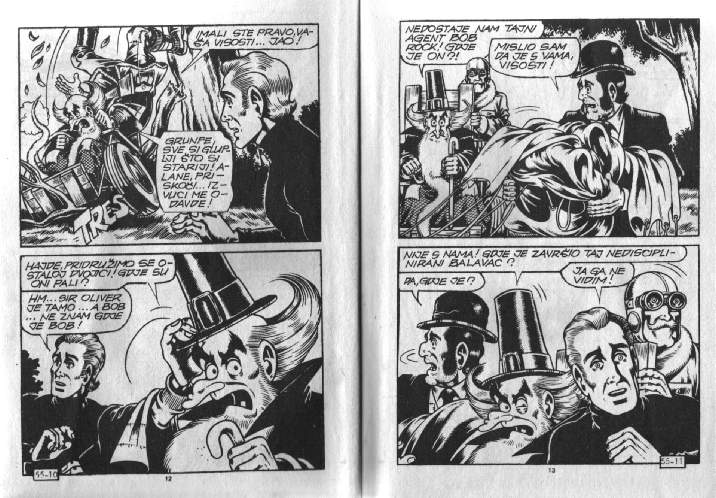 IMALI STE PRAVO, VA-
ŠA VISOSTI... JAO!
GRUNFE,
SVE SI GLUP-
LJI ŠTO SI
STARIJI! A-
LANE, PRI-
SKOČI... IZ-
VUCI ME O-
DAVDE!
TRES
HAJDE, PRIDRUŽIMO SE O-
STALOJ DVOJICI! GDJE SU
ONI PALI?
HM... SIR OLIVER
JE TAMO... A BOB
... NE ZNAM GDJE
JE BOB!
55-10
12
NEDOSTAJE NAM TAJNI
AGENT BOB
ROCK! GDJE
JE ON?!
MISLIO SAM
DA JE S VAMA,
VISOSTI!
NIJE S NAMA! GDJE JE ZAVRŠIO TAJ NEDISCIPLI-
NIRANI BALAVAC?
DA, GDJE JE?
JA GA NE
VIDIM!
55-11
13